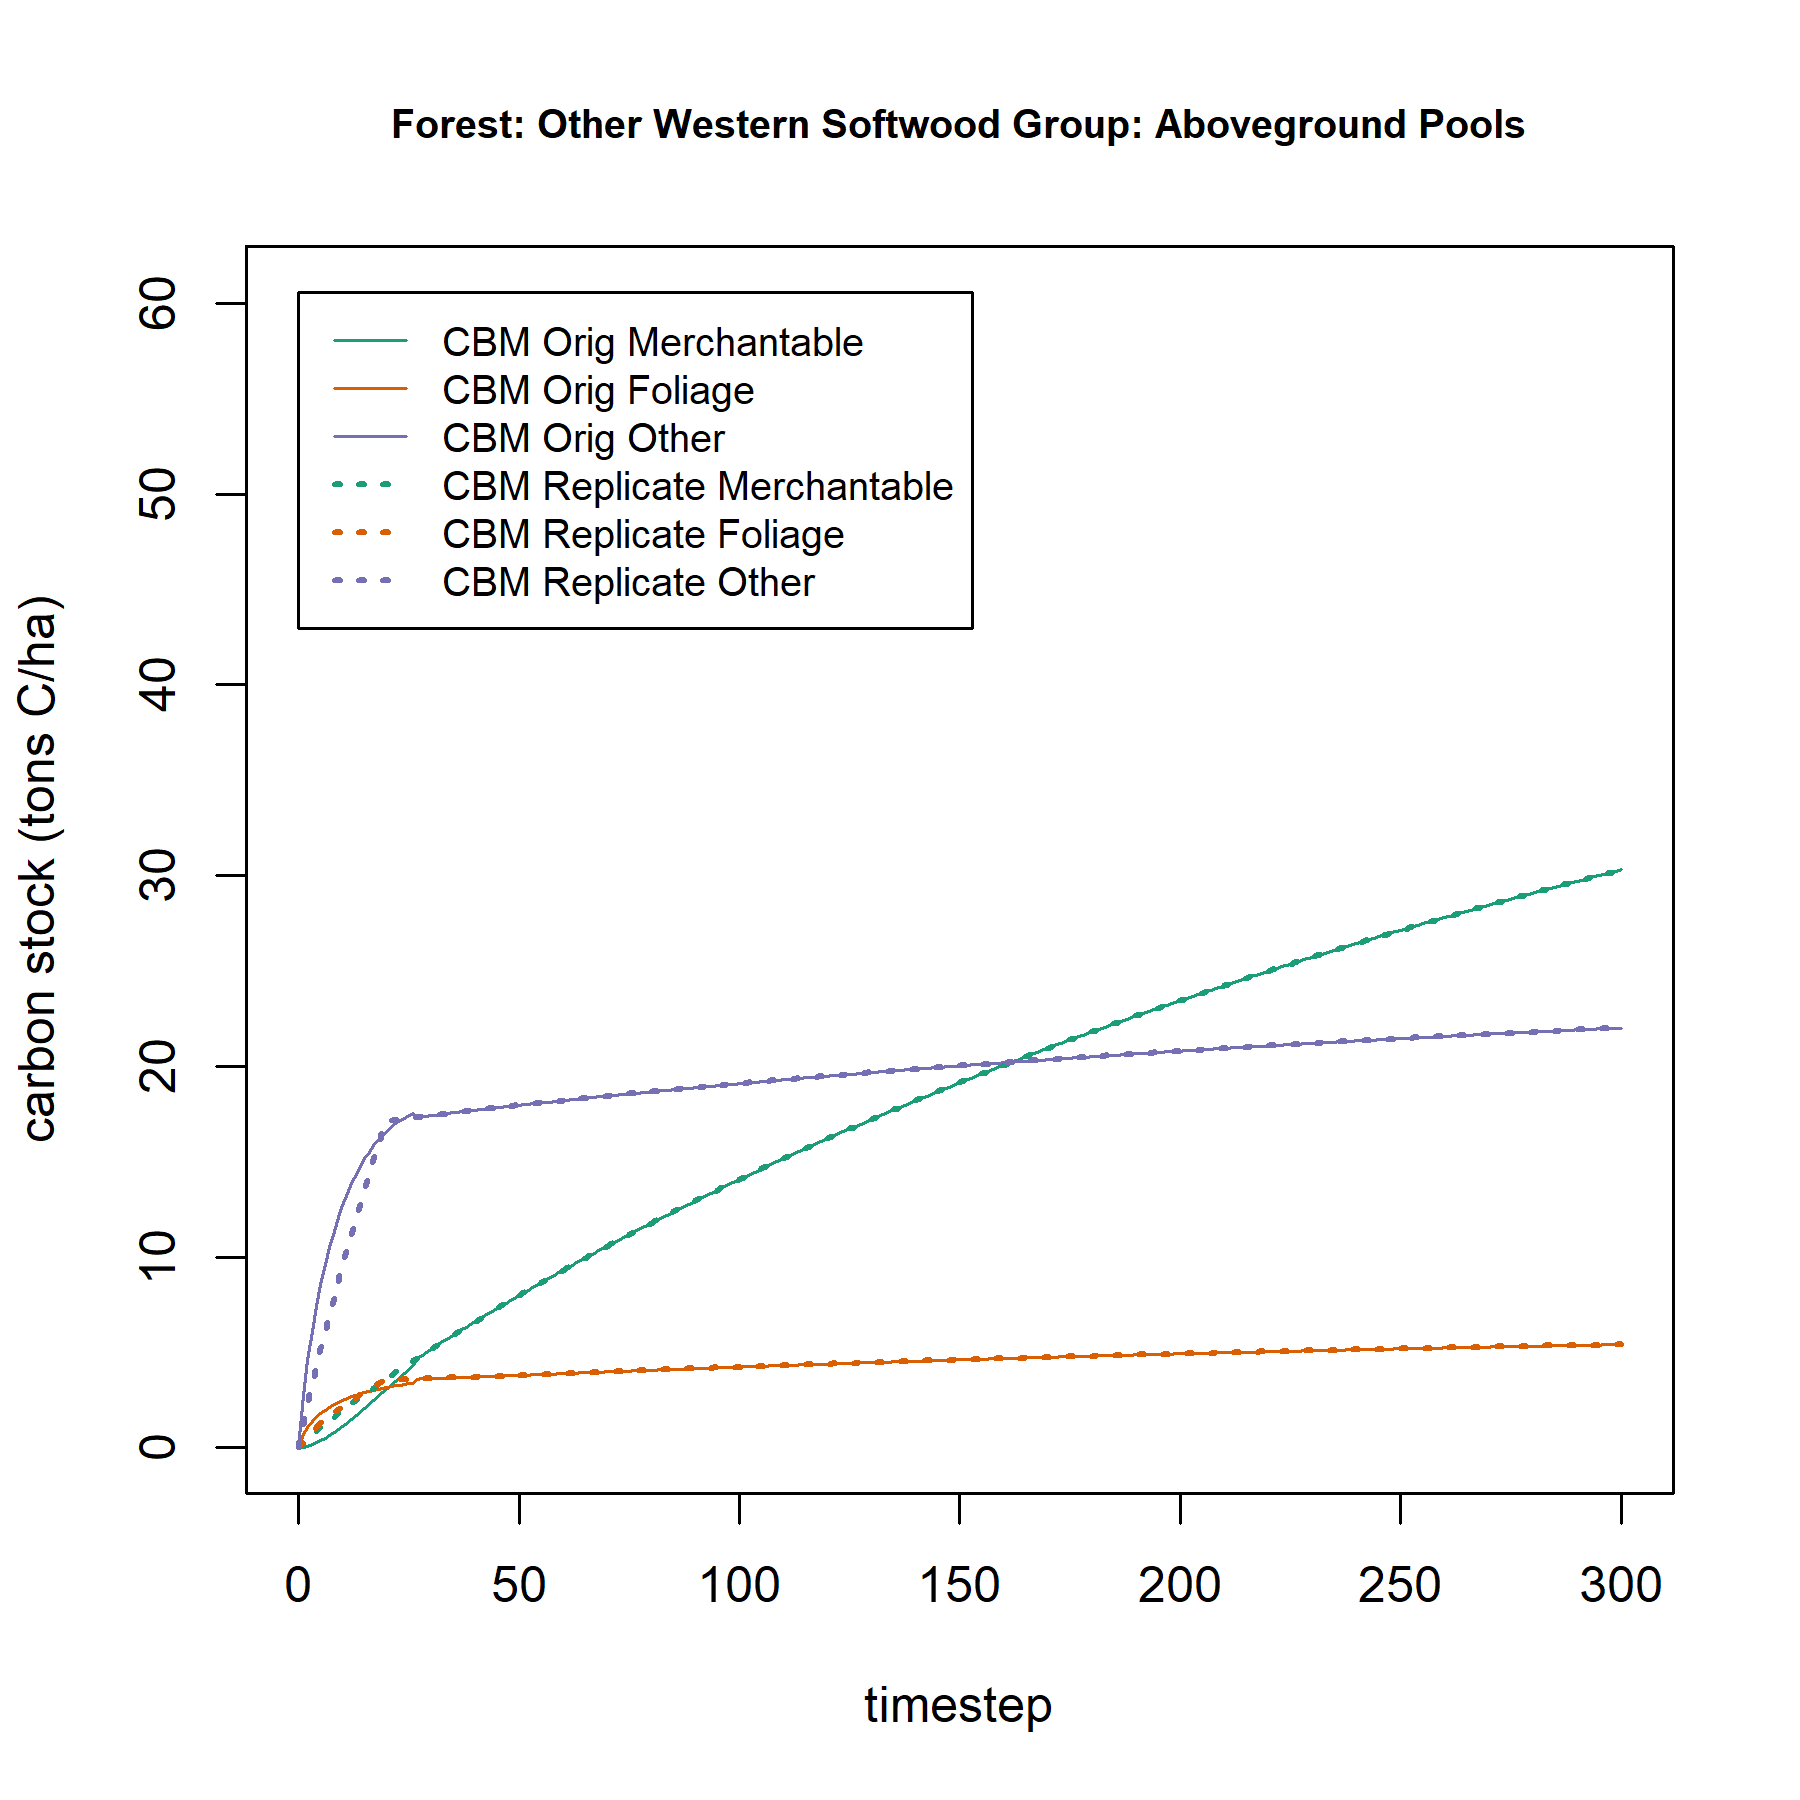 Forest: Other Western Softwood Group: Aboveground Pools
CBM Orig Merchantable
CBM Orig Foliage
CBM Orig Other
CBM Replicate Merchantable
CBM Replicate Foliage
CBM Replicate Other
carbon stock (tons C/ha)
60
50
40
30
20
10
0
0 50 100 150 200 250 300
timestep